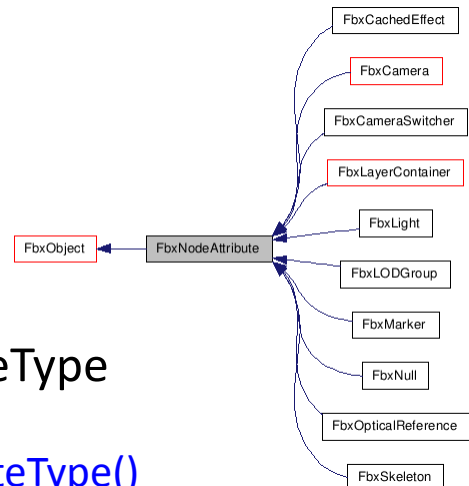 FbxCachedEffect
FbxCamera
FbxCameraSwitcher
FbxLayerContainer
FbxLight
FbxObject
FbxNodeAttribute
FbxLODGroup
FbxMarker
eType
FbxNull
FbxOpticalReference
teType()
FbxSkeleton